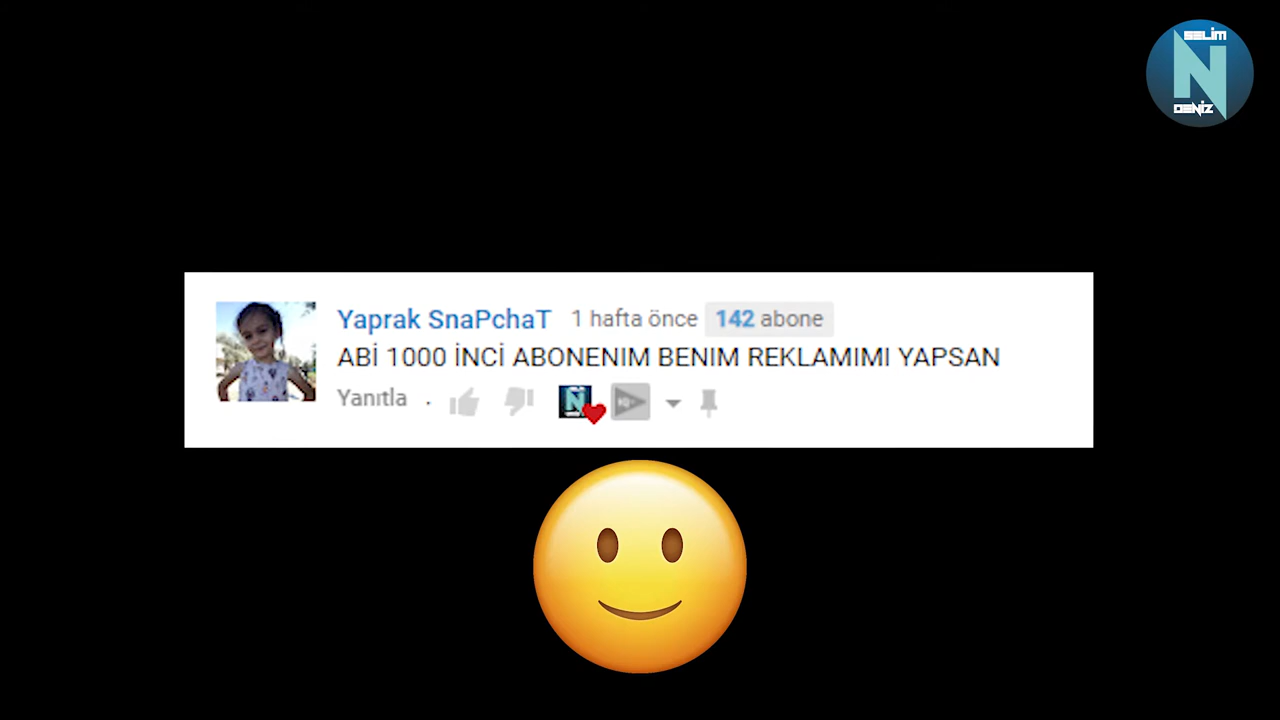 SELİM
N
DENİZ
Yaprak SnaPchaT 1 hafta önce 142 abone
ABİ 1000 İNCİ ABONENIM BENIM REKLAMIMI YAPSAN
Yanıtla .